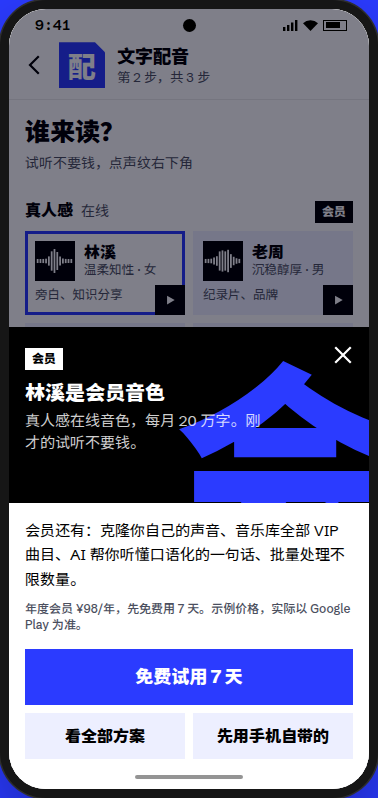 9:41
配
文字配音
第 2 步，共 3 步
谁来读？
试听不要钱，点声纹右下角
真人感 在线 会员
林溪
温柔知性 · 女
旁白、知识分享
老周
沉稳醇厚 · 男
纪录片、品牌
会员
林溪是会员音色
真人感在线音色，每月 20 万字。刚
才的试听不要钱。
会员还有：克隆你自己的声音、音乐库全部 VIP
曲目、AI 帮你听懂口语化的一句话、批量处理不
限数量。
年度会员 ¥98/年，先免费用 7 天。示例价格，实际以 Google
Play 为准。
免费试用 7 天
看全部方案
先用手机自带的